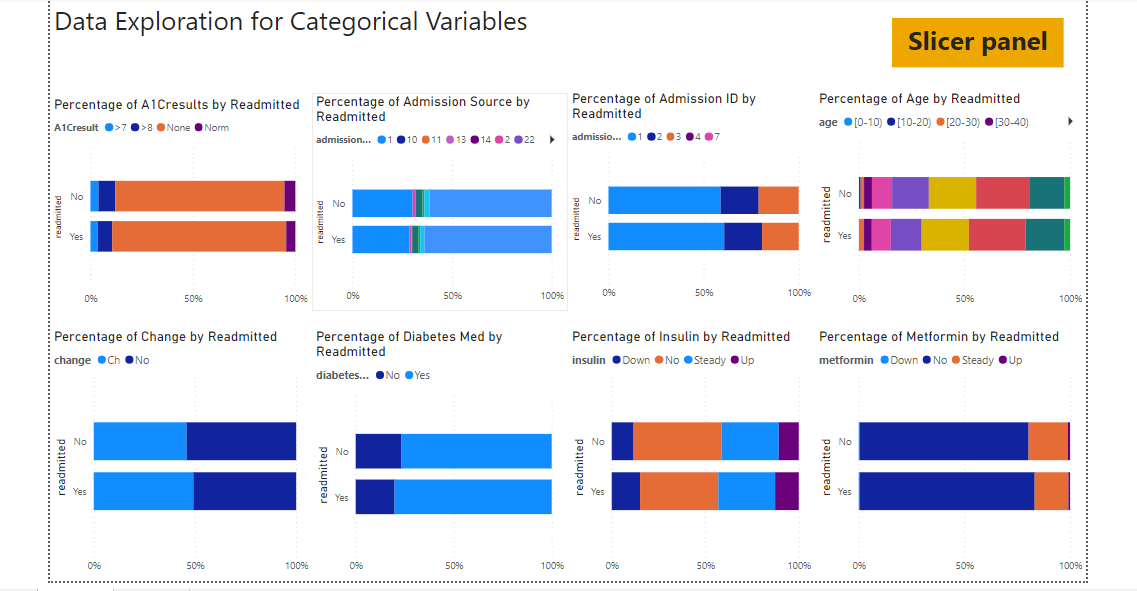 Data Exploration for Categorical Variables
Slicer panel
Percentage of A1Cresults by Readmitted
A1Cresult >7 >8 None Norm
readmitted
No
Yes
0% 50% 100%
Percentage of Admission Source by
Readmitted
admission... 1 10 11 13 14 2 22
readmitted
No
Yes
0% 50% 100%
Percentage of Admission ID by
Readmitted
admissio... 1 2 3 4 7
readmitted
No
Yes
0% 50% 100%
Percentage of Age by Readmitted
age [0-10) [10-20) [20-30) [30-40)
readmitted
No
Yes
0% 50% 100%
Percentage of Change by Readmitted
change Ch No
readmitted
No
Yes
0% 50% 100%
Percentage of Diabetes Med by
Readmitted
diabetes... No Yes
readmitted
No
Yes
0% 50% 100%
Percentage of Insulin by Readmitted
insulin Down No Steady Up
readmitted
No
Yes
0% 50% 100%
Percentage of Metformin by Readmitted
metformin Down No Steady Up
readmitted
No
Yes
0% 50% 100%